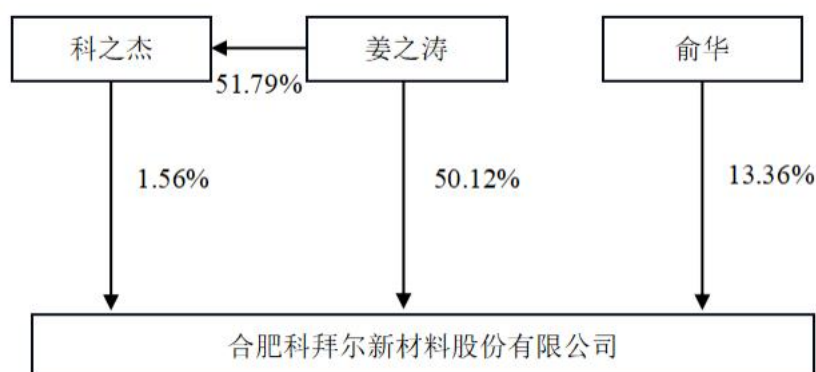 科之杰
姜之涛
俞华
51.79%
1.56%
50.12%
13.36%
合肥科拜尔新材料股份有限公司